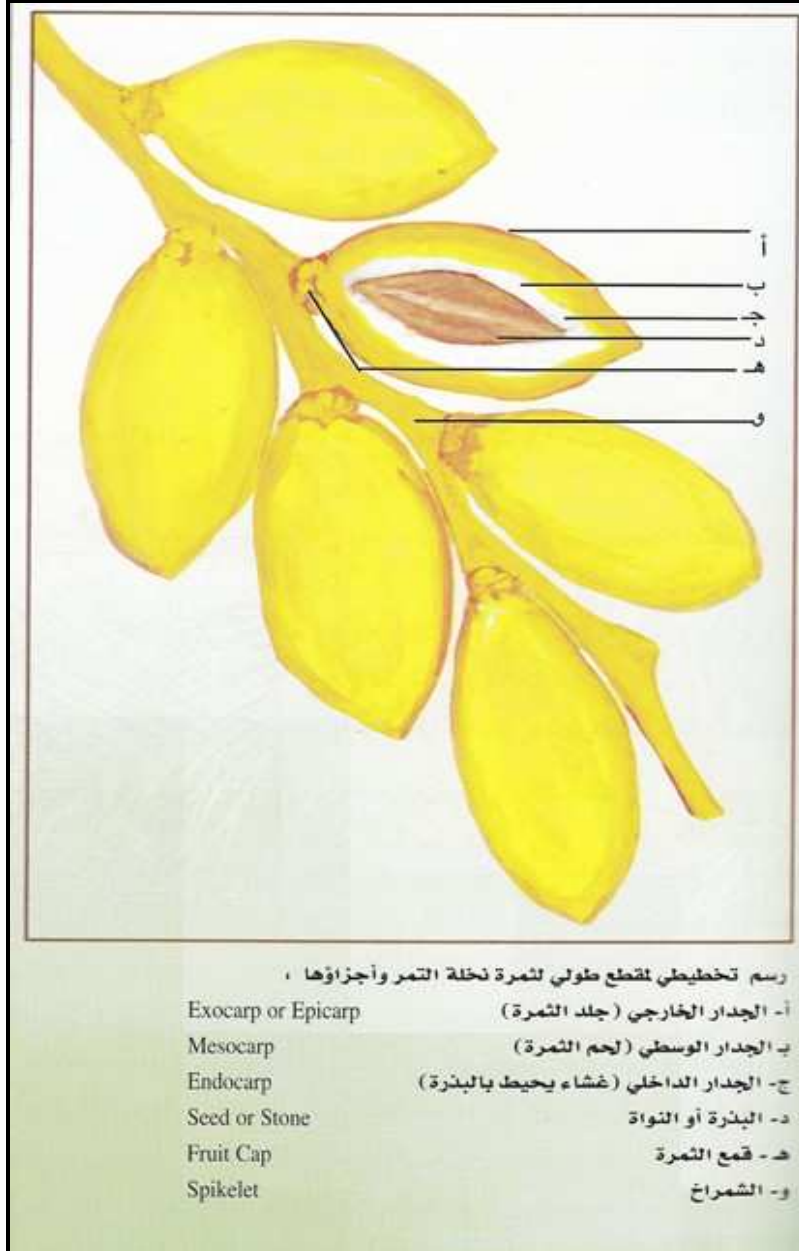 أ
ب
ج
د
هـ
و
رسم تخطيطي لمقطع طولي لثمرة نخلة التمر وأجزاؤها ،
أ- الجدار الخارجي (جلد الثمرة) Exocarp or Epicarp
بـ الجدار الوسطي (لحم الثمرة) Mesocarp
ج- الجدار الداخلي (غشاء يحيط بالبذرة) Endocarp
د- البذرة أو النواة Seed or Stone
هـ - قمع الثمرة Fruit Cap
و- الشمراخ Spikelet